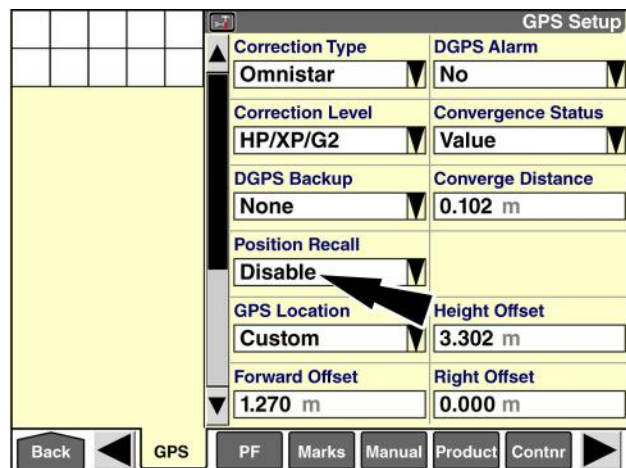 GPS Setup
Correction Type
DGPS Alarm
Omnistar
No
Correction Level
Convergence Status
HP/XP/G2
Value
DGPS Backup
Converge Distance
None
0.102 m
Position Recall
Disable
GPS Location
Height Offset
Custom
3.302 m
Forward Offset
Right Offset
1.270 m
0.000 m
Back
GPS
PF
Marks
Manual
Product
Contnr